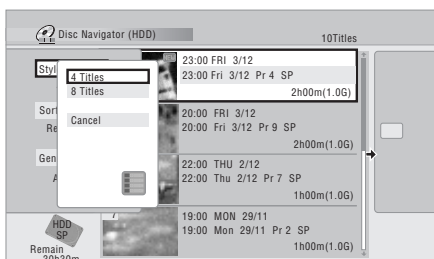 Disc Navigator (HDD)
10Titles
Styl
4 Titles
8 Titles
Cancel
Sort
Re
Gen
A
HDD
SP
Remain
30h30m
23:00 FRI 3/12
23:00 Fri 3/12 Pr 4 SP
2h00m(1.0G)
20:00 FRI 3/12
20:00 Fri 3/12 Pr 9 SP
2h00m(1.0G)
22:00 THU 2/12
22:00 Thu 2/12 Pr 7 SP
1h00m(1.0G)
7
19:00 MON 29/11
19:00 Mon 29/11 Pr 2 SP
1h00m(1.0G)